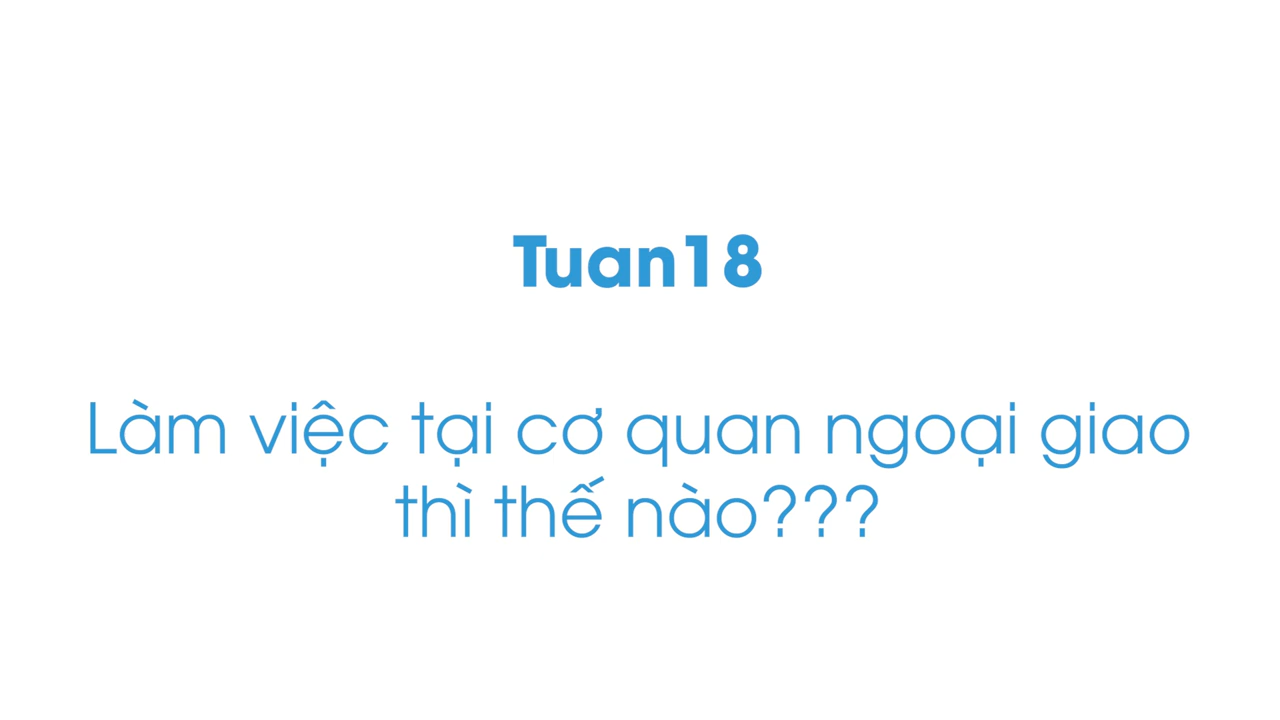 Tuan18
Làm việc tại cơ quan ngoại giao
thì thế nào???